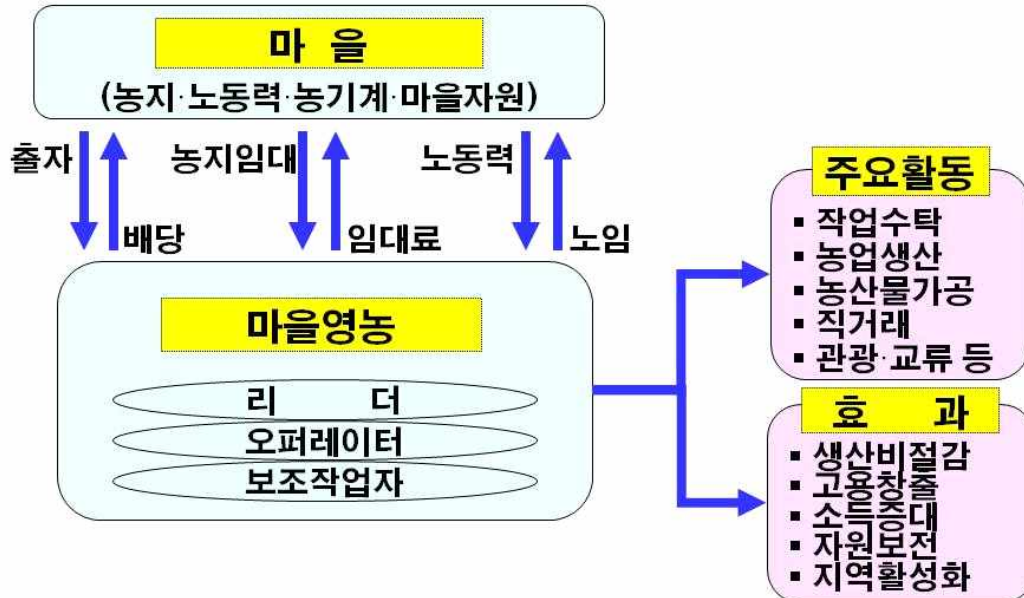 마 을
(농지·노동력·농기계·마을자원)
출자
농지임대
노동력
배당
임대료
노임
마을영농
리 더
오퍼레이터
보조작업자
주요활동
▪ 작업수탁
▪ 농업생산
▪ 농산물가공
▪ 직거래
▪ 관광·교류 등
효 과
▪ 생산비절감
▪ 고용창출
▪ 소득증대
▪ 자원보전
▪ 지역활성화